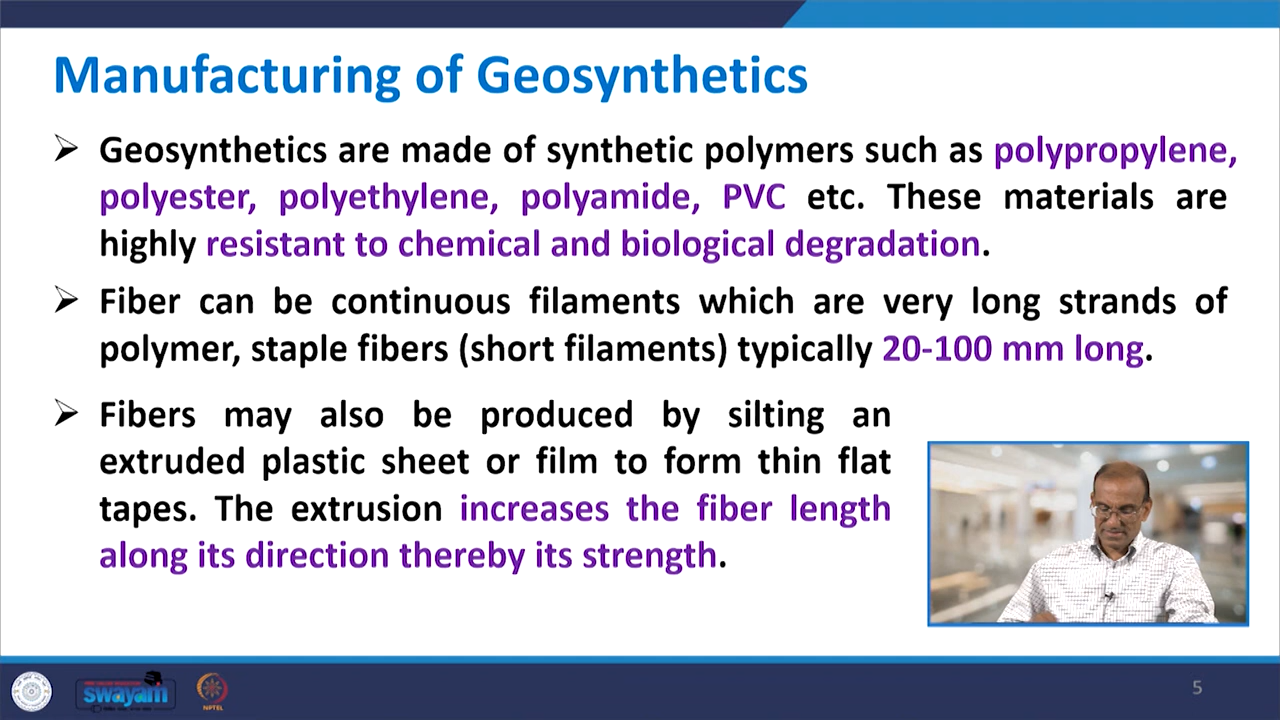 Manufacturing of Geosynthetics
Geosynthetics are made of synthetic polymers such as polypropylene,
polyester, polyethylene, polyamide, PVC etc. These materials are
highly resistant to chemical and biological degradation.
Fiber can be continuous filaments which are very long strands of
polymer, staple fibers (short filaments) typically 20-100 mm long.
Fibers may also be produced by silting an
extruded plastic sheet or film to form thin flat
tapes. The extrusion increases the fiber length
along its direction thereby its strength.
swayam
NPTEL
5